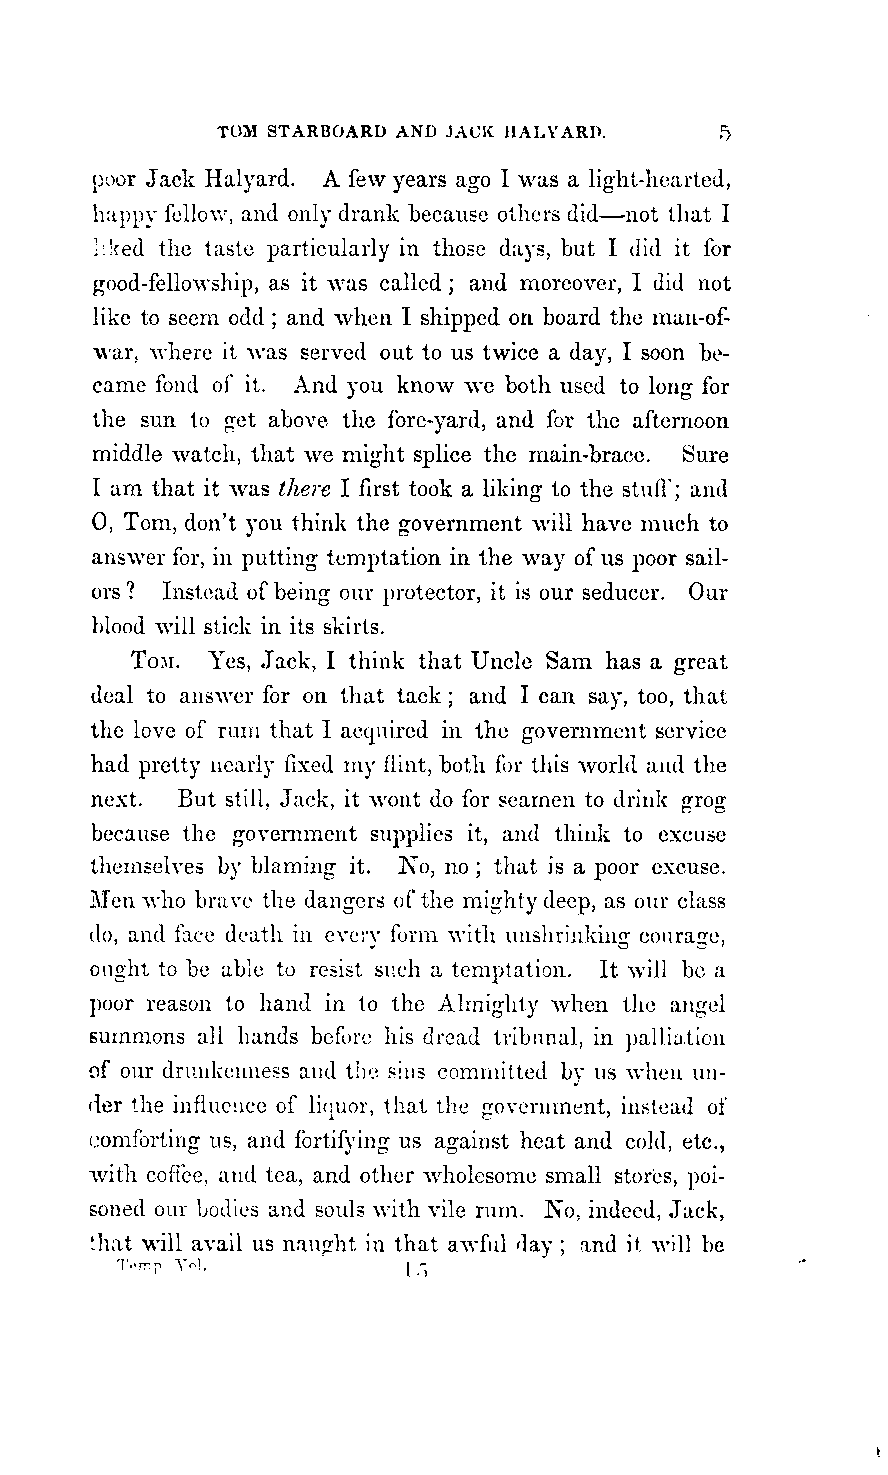 TOM STARBOARD AND JACK HALYARD. 5
poor Jack Halyard. A few years ago I was a light-hearted,
happy fellow, and only drank because others did—not that I
liked the taste particularly in those days, but I did it for
good-fellowship, as it was called; and moreover, I did not
like to seem odd; and when I shipped on board the man-of-
war, where it was served out to us twice a day, I soon be-
came fond of it. And you know we both used to long for
the sun to get above the fore-yard, and for the afternoon
middle watch, that we might splice the main-brace. Sure
I am that it was there I first took a liking to the stuff; and
O, Tom, don't you think the government will have much to
answer for, in putting temptation in the way of us poor sail-
ors? Instead of being our protector, it is our seducer. Our
blood will stick in its skirts.
TOM. Yes, Jack, I think that Uncle Sam has a great
deal to answer for on that tack; and I can say, too, that
the love of rum that I acquired in the government service
had pretty nearly fixed my flint, both for this world and the
next. But still, Jack, it wont do for seamen to drink grog
because the government supplies it, and think to excuse
themselves by blaming it. No, no; that is a poor excuse.
Men who brave the dangers of the mighty deep, as our class
do, and face death in every form with unshrinking courage,
ought to be able to resist such a temptation. It will be a
poor reason to hand in to the Almighty when the angel
summons all hands before his dread tribunal, in palliation
of our drunkenness and the sins committed by us when un-
der the influence of liquor, that the government, instead of
comforting us, and fortifying us against heat and cold, etc.,
with coffee, and tea, and other wholesome small stores, poi-
soned our bodies and souls with vile rum. No, indeed, Jack,
that will avail us naught in that awful day; and it will be
Temp Vol. 15